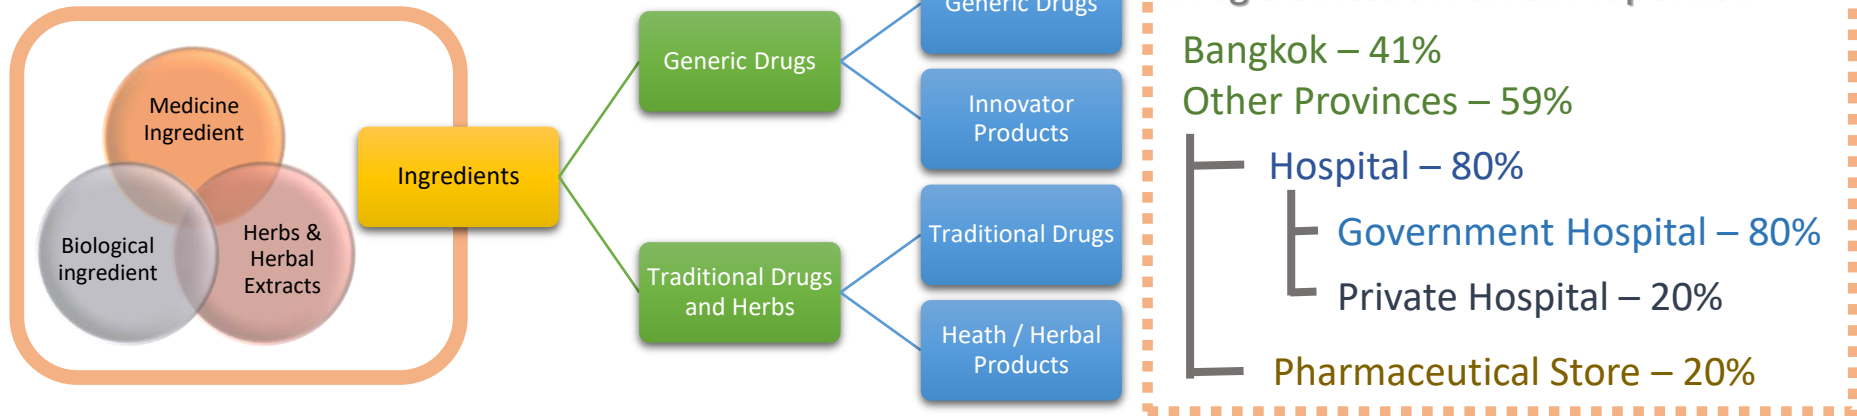 Medicine
Ingredient
Biological
ingredient
Herbs &
Herbal
Extracts
Ingredients
Generic Drugs
Traditional Drugs
and Herbs
Generic Drugs
Innovator
Products
Traditional Drugs
Heath / Herbal
Products
Bangkok – 41%
Other Provinces – 59%
Hospital – 80%
Government Hospital – 80%
Private Hospital – 20%
Pharmaceutical Store – 20%